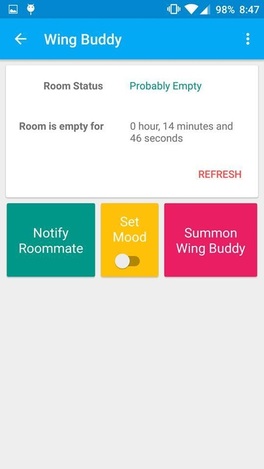 98% 8:47
Wing Buddy
Room Status Probably Empty
Room is empty for 0 hour, 14 minutes and
46 seconds
REFRESH
Notify
Roommate
Set
Mood
Summon
Wing Buddy